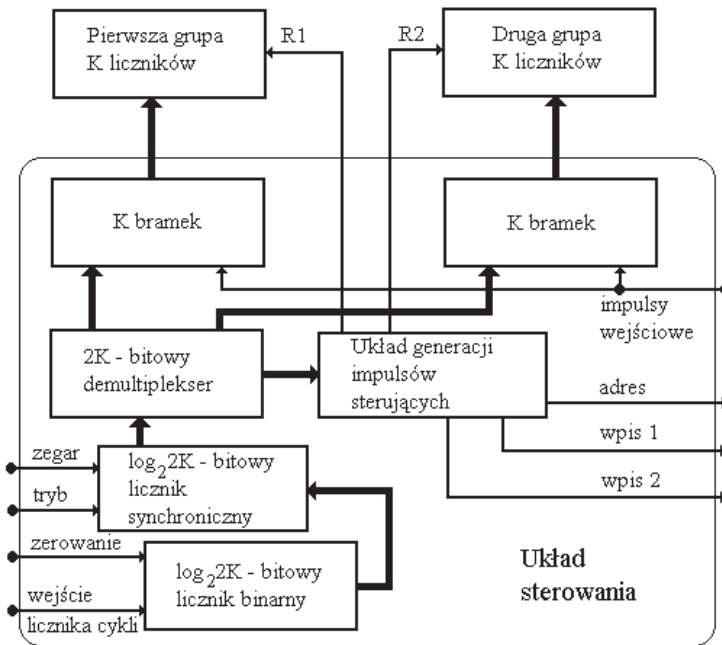 Pierwsza grupa
K liczników
R1
R2
Druga grupa
K liczników
K bramek
K bramek
impulsy
wejściowe
2K - bitowy
demultiplekser
Układ generacji
impulsów
sterujących
adres
wpis 1
wpis 2
zegar
tryb
log₂2K - bitowy
licznik
synchroniczny
zerowanie
wejście
licznika cykli
log₂2K - bitowy
licznik binarny
Układ
sterowania